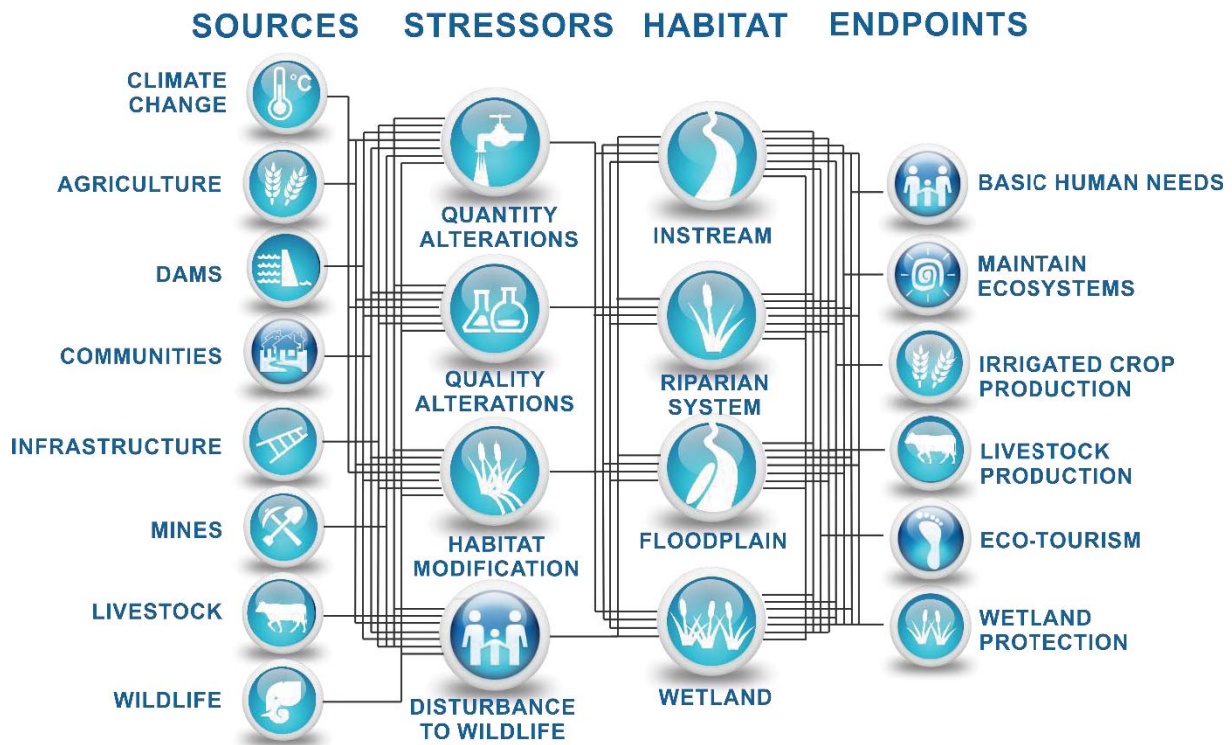 SOURCES STRESSORS HABITAT ENDPOINTS
CLIMATE
CHANGE
°C
AGRICULTURE
DAMS
COMMUNITIES
INFRASTRUCTURE
MINES
LIVESTOCK
WILDLIFE
QUANTITY
ALTERATIONS
QUALITY
ALTERATIONS
HABITAT
MODIFICATION
DISTURBANCE
TO WILDLIFE
INSTREAM
RIPARIAN
SYSTEM
FLOODPLAIN
WETLAND
BASIC HUMAN NEEDS
MAINTAIN
ECOSYSTEMS
IRRIGATED CROP
PRODUCTION
LIVESTOCK
PRODUCTION
ECO-TOURISM
WETLAND
PROTECTION